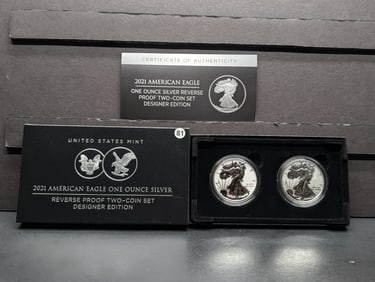 CERTIFICATE OF AUTHENTICITY
2021 AMERICAN EAGLE
ONE OUNCE SILVER REVERSE
PROOF TWO-COIN SET
DESIGNER EDITION
UNITED STATES MINT
81
2021 AMERICAN EAGLE ONE OUNCE SILVER
REVERSE PROOF TWO-COIN SET
DESIGNER EDITION